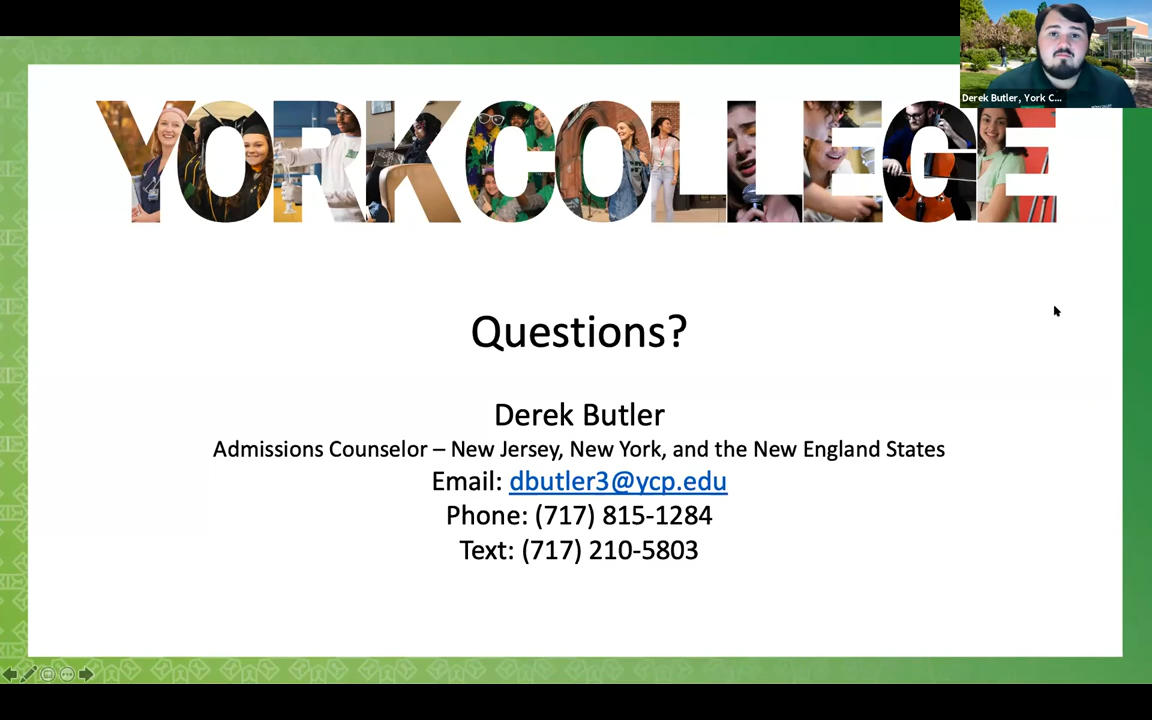 Derek Butler, York C...
YORK COLLEGE
Questions?
Derek Butler
Admissions Counselor – New Jersey, New York, and the New England States
Email: dbutler3@ycp.edu
Phone: (717) 815-1284
Text: (717) 210-5803